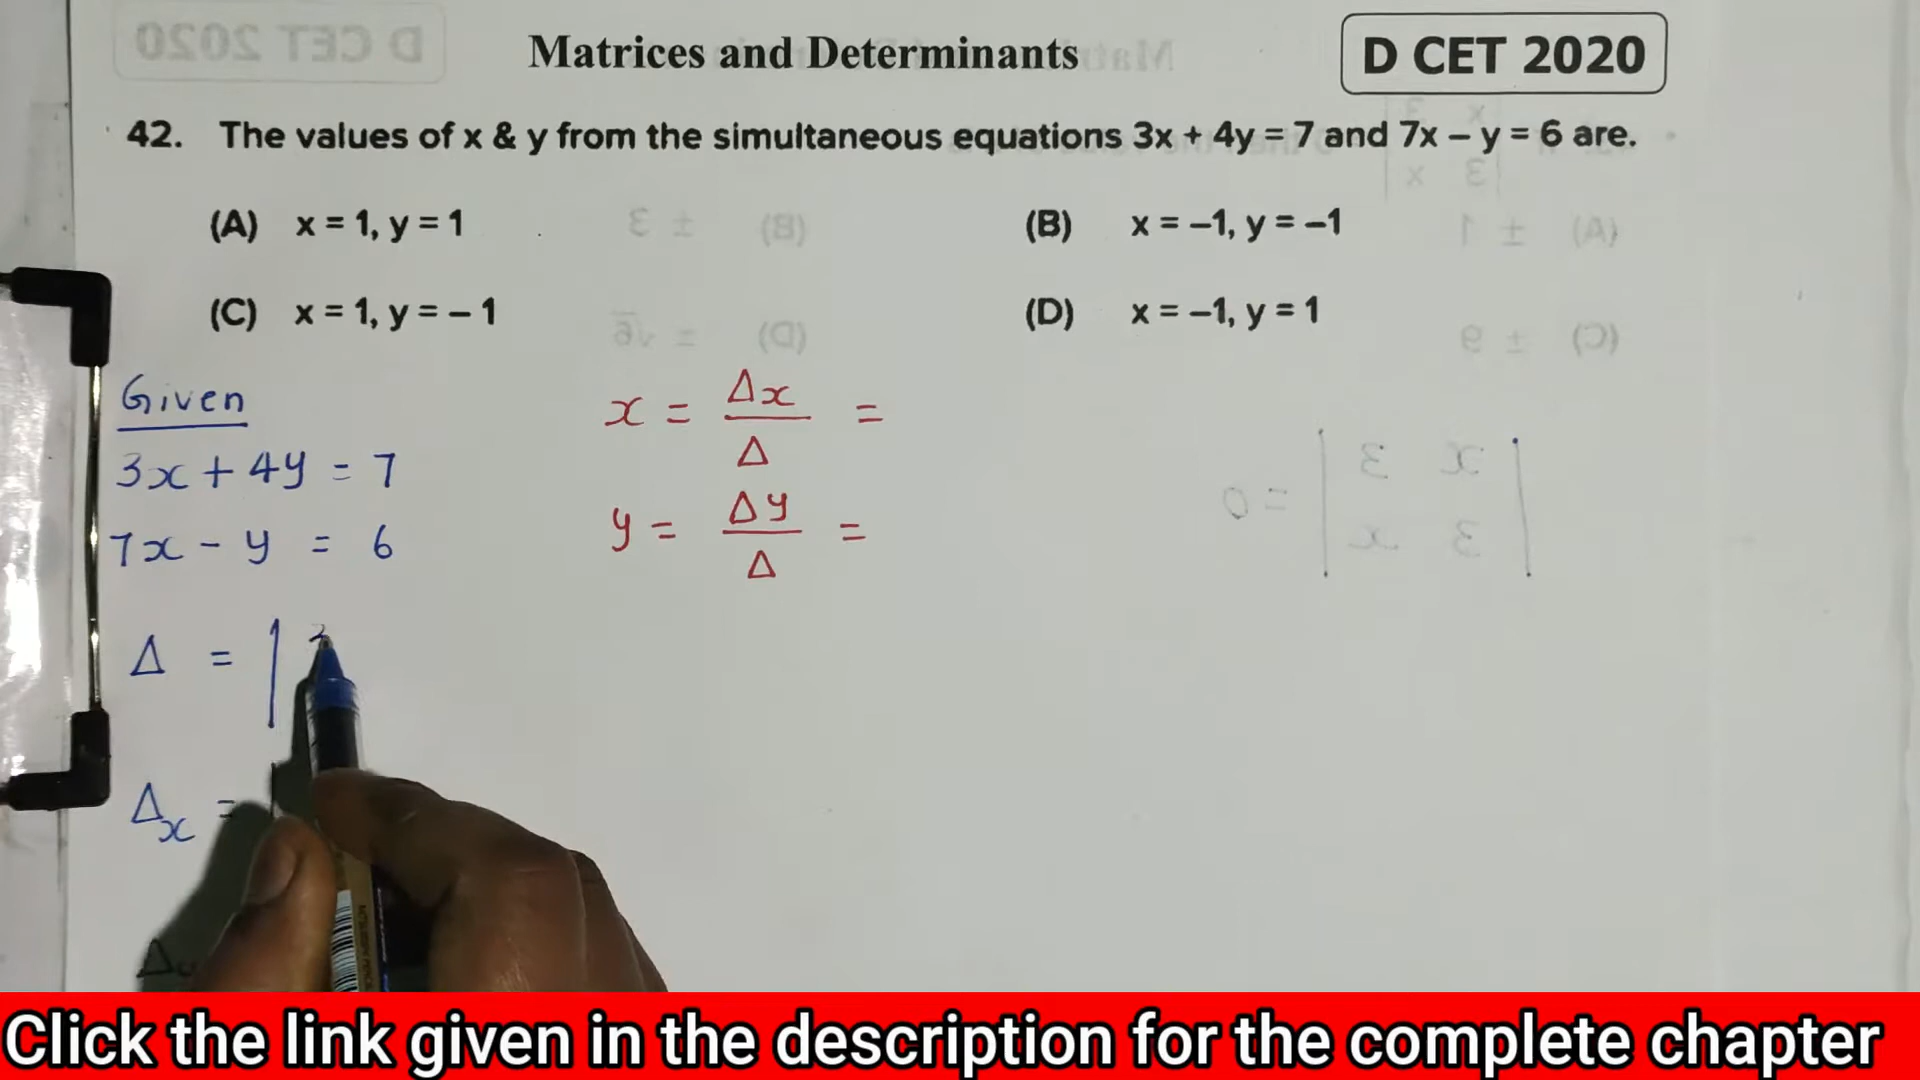 Matrices and Determinants
D CET 2020
42. The values of x & y from the simultaneous equations 3x + 4y = 7 and 7x – y = 6 are.
(A) x = 1, y = 1
(B) x = –1, y = –1
(C) x = 1, y = – 1
(D) x = –1, y = 1
Given
3x + 4y = 7
7x - y = 6
x = Δx / Δ =
y = Δy / Δ =
Δ = |
Δx =
Click the link given in the description for the complete chapter